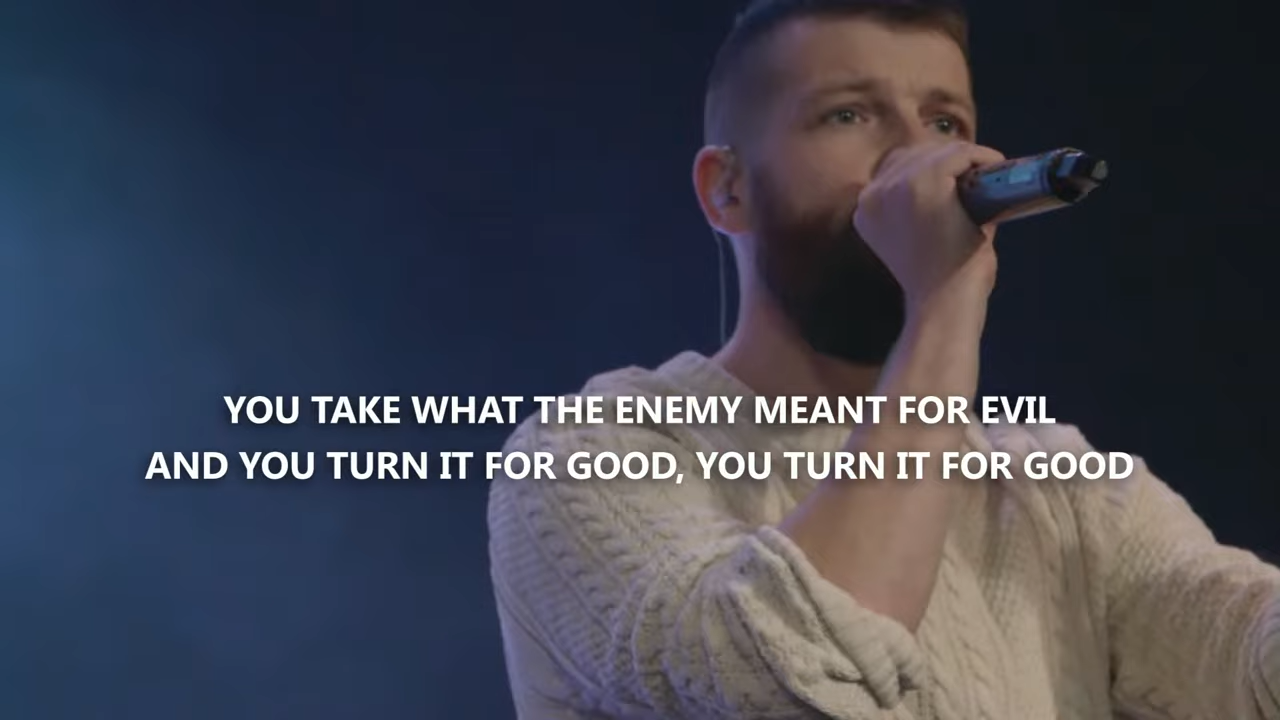 YOU TAKE WHAT THE ENEMY MEANT FOR EVIL
AND YOU TURN IT FOR GOOD, YOU TURN IT FOR GOOD